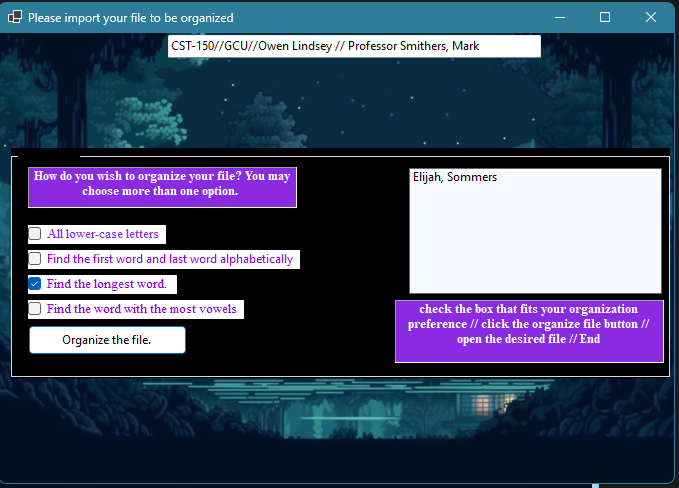 Please import your file to be organized
CST-150//GCU//Owen Lindsey // Professor Smithers, Mark
How do you wish to organize your file? You may
choose more than one option.
All lower-case letters
Find the first word and last word alphabetically
Find the longest word.
Find the word with the most vowels
Organize the file.
Elijah, Sommers
check the box that fits your organization
preference // click the organize file button //
open the desired file // End